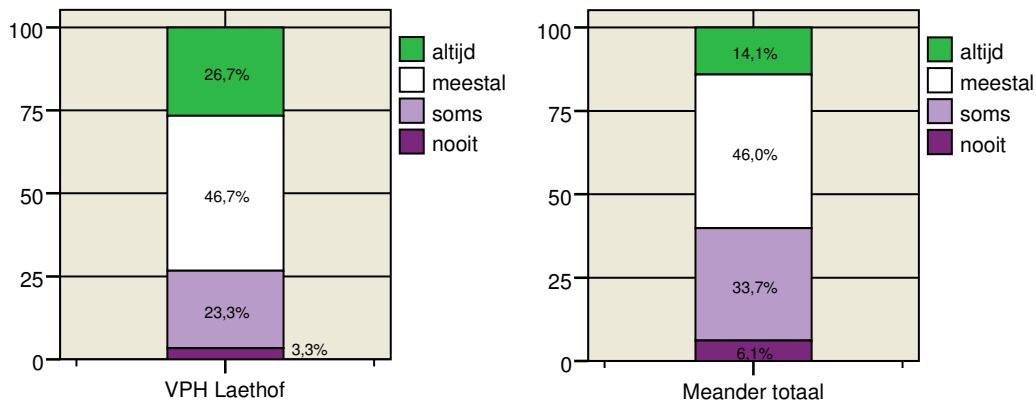 100
75
50
25
0
26,7%
46,7%
23,3%
3,3%
altijd
meestal
soms
nooit
VPH Laethof
100
75
50
25
0
14,1%
46,0%
33,7%
6,1%
altijd
meestal
soms
nooit
Meander totaal